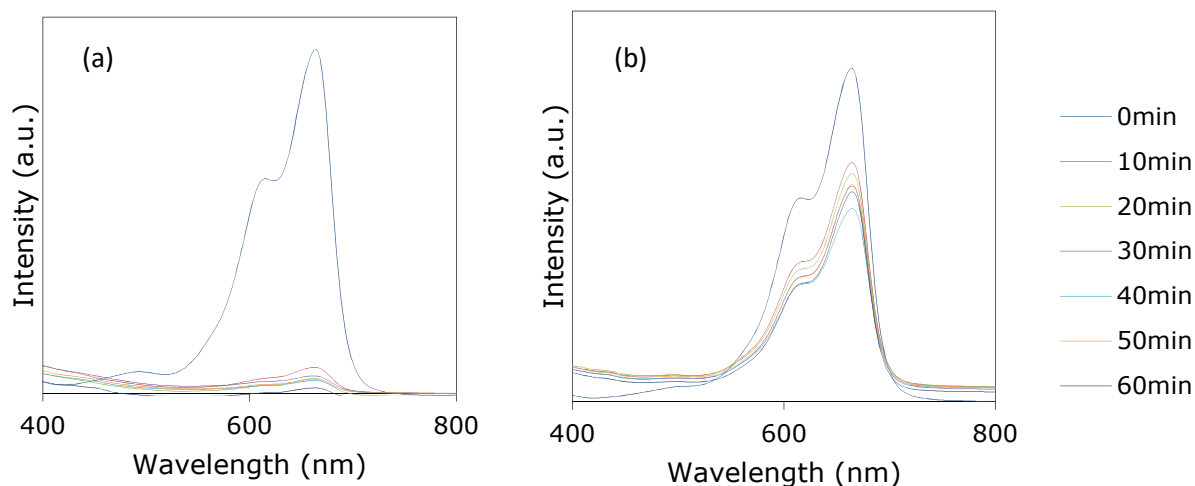 (a)
Intensity (a.u.)
400
600
800
Wavelength (nm)
(b)
Intensity (a.u.)
400
600
800
Wavelength (nm)
0min
10min
20min
30min
40min
50min
60min